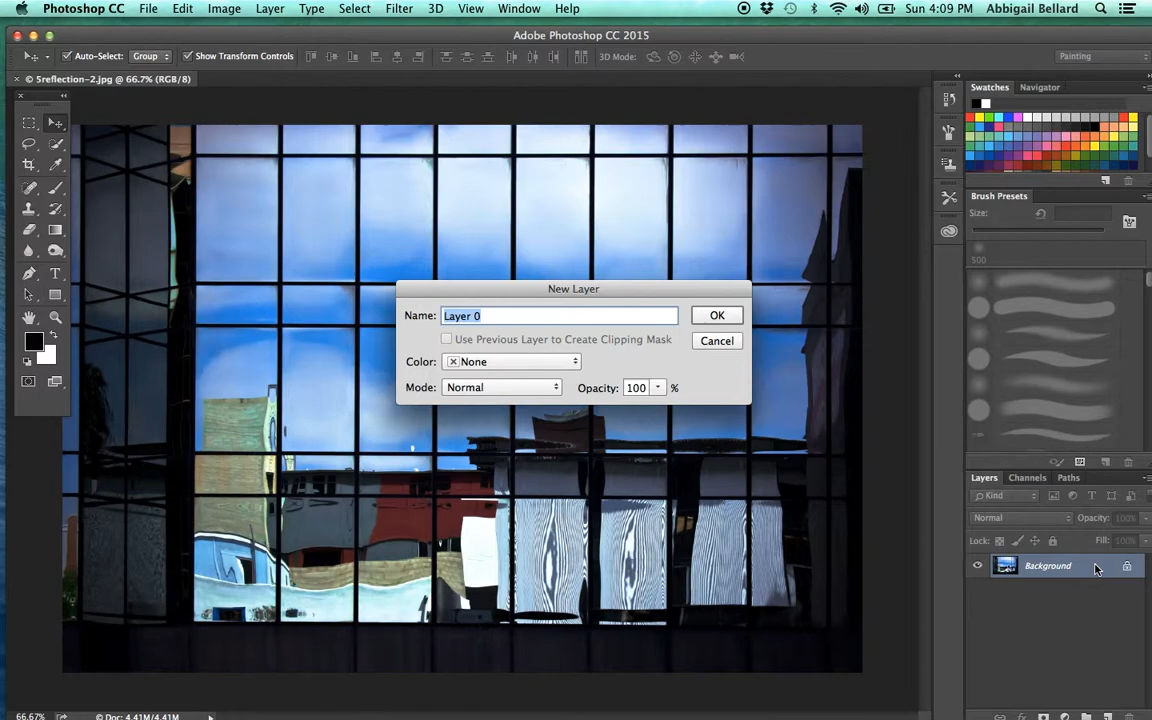 Photoshop CC File Edit Image Layer Type Select Filter 3D View Window Help Sun 4:09 PM Abbigail Bellard
Adobe Photoshop CC 2015
Auto-Select: Group Show Transform Controls 3D Mode: Painting
× © 5reflection-2.jpg @ 66.7% (RGB/8)
Swatches Navigator
Brush Presets
Size:
500
New Layer
Name: Layer 0 OK
Use Previous Layer to Create Clipping Mask Cancel
Color: None
Mode: Normal Opacity: 100 %
Layers Channels Paths
Kind
Normal Opacity: 100%
Lock: Fill: 100%
Background
66.67% Doc: 4.41M/4.41M